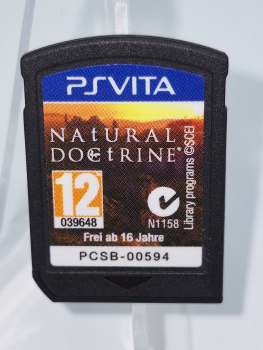 PSVITA
NAtURAL
DOCtRINE®
12
039648
N1158
Library programs ©SCEI
Frei ab 16 Jahre
PCSB-00594